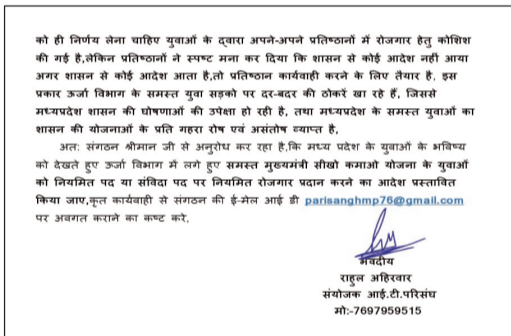 को ही निर्णय लेना चाहिए युवाओं के द्वारा अपने-अपने प्रतिष्ठानों में रोजगार हेतु कोशिश
की गई है,लेकिन प्रतिष्ठानों ने स्पष्ट मना कर दिया कि शासन से कोई आदेश नहीं आया
अगर शासन से कोई आदेश आता है,तो प्रतिष्ठान कार्यवाही करने के लिए तैयार है. इस
प्रकार ऊर्जा विभाग के समस्त युवा सड़को पर दर-बदर की ठोकरें खा रहे हैं, जिससे
मध्यप्रदेश शासन की घोषणाओं की उपेक्षा हो रही है, तथा मध्यप्रदेश के समस्त युवाओं का
शासन की योजनाओं के प्रति गहरा रोष एवं असंतोष व्याप्त है,
अत: संगठन श्रीमान जी से अनुरोध कर रहा है,कि मध्य प्रदेश के युवाओं के भविष्य
को देखते हुए ऊर्जा विभाग में लगे हुए समस्त मुख्यमंत्री सीखो कमाओ योजना के युवाओं
को नियमित पद या संविदा पद पर नियमित रोजगार प्रदान करने का आदेश प्रस्तावित
किया जाए,कृत कार्यवाही से संगठन की ई-मेल आई डी parisanghmp76@gmail.com
पर अवगत कराने का कष्ट करे,
भवदीय
राहुल अहिरवार
संयोजक आई.टी.परिसंघ
मो:-7697959515